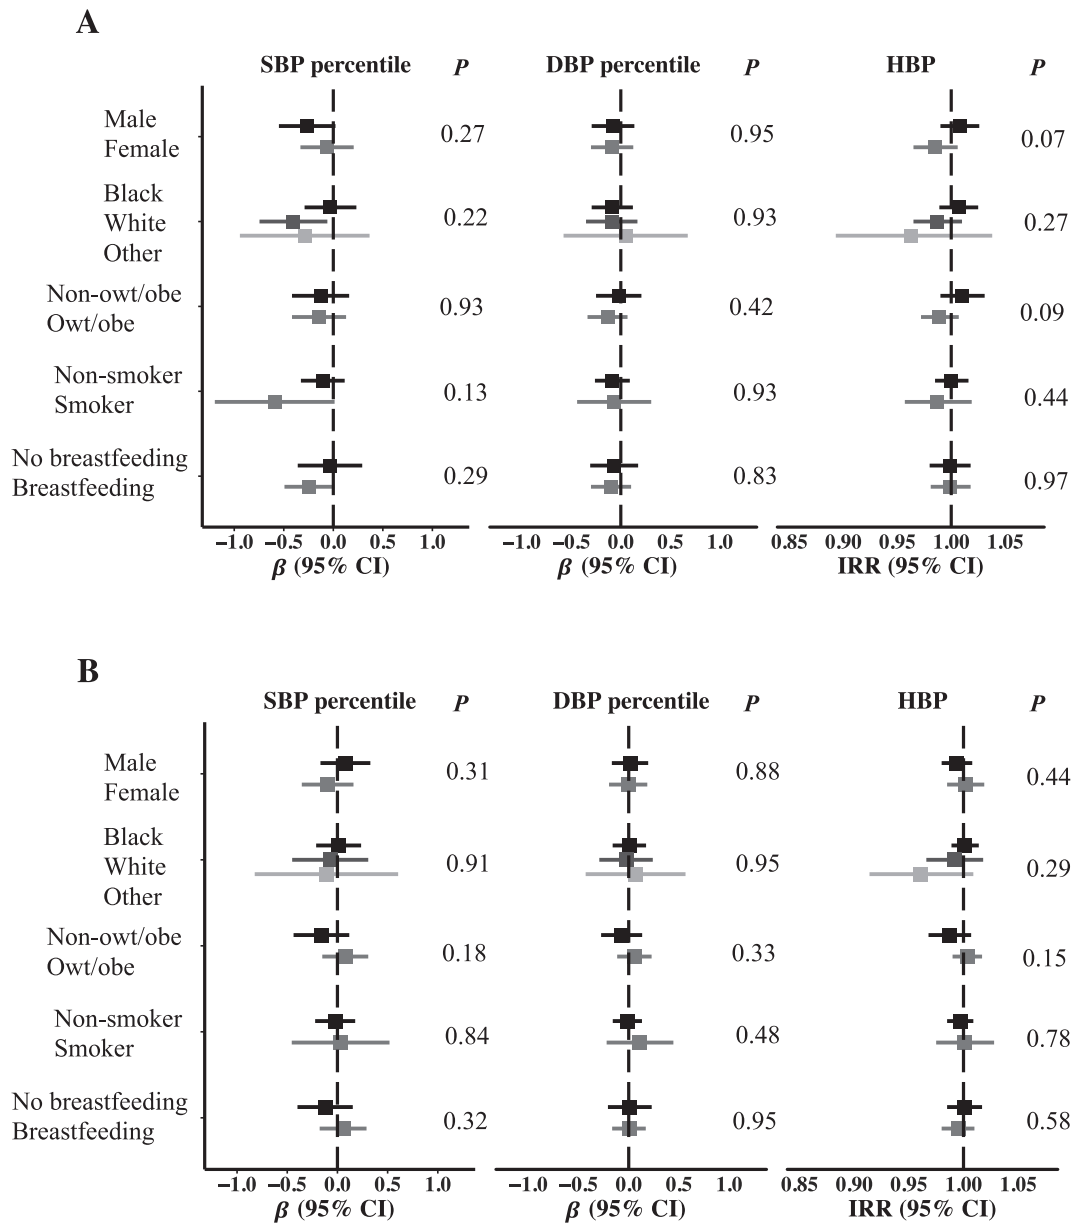 A
SBP percentile P DBP percentile P HBP P
Male
Female
0.27 0.95 0.07
Black
White
Other
0.22 0.93 0.27
Non-owt/obe
Owt/obe
0.93 0.42 0.09
Non-smoker
Smoker
0.13 0.93 0.44
No breastfeeding
Breastfeeding
0.29 0.83 0.97
−1.0 −0.5 0.0 0.5 1.0 −1.0 −0.5 0.0 0.5 1.0 0.85 0.90 0.95 1.00 1.05
β (95% CI) β (95% CI) IRR (95% CI)
B
SBP percentile P DBP percentile P HBP P
Male
Female
0.31 0.88 0.44
Black
White
Other
0.91 0.95 0.29
Non-owt/obe
Owt/obe
0.18 0.33 0.15
Non-smoker
Smoker
0.84 0.48 0.78
No breastfeeding
Breastfeeding
0.32 0.95 0.58
−1.0 −0.5 0.0 0.5 1.0 −1.0 −0.5 0.0 0.5 1.0 0.85 0.90 0.95 1.00 1.05
β (95% CI) β (95% CI) IRR (95% CI)